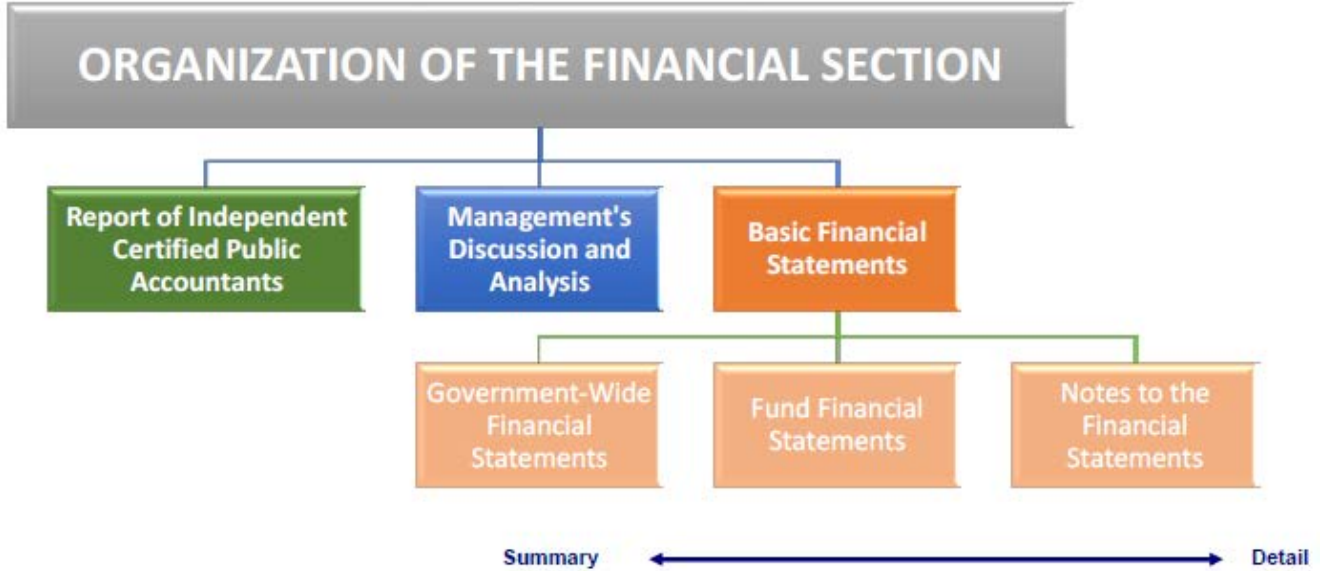 ORGANIZATION OF THE FINANCIAL SECTION
Report of Independent
Certified Public
Accountants
Management's
Discussion and
Analysis
Basic Financial
Statements
Government-Wide
Financial
Statements
Fund Financial
Statements
Notes to the
Financial
Statements
Summary
Detail